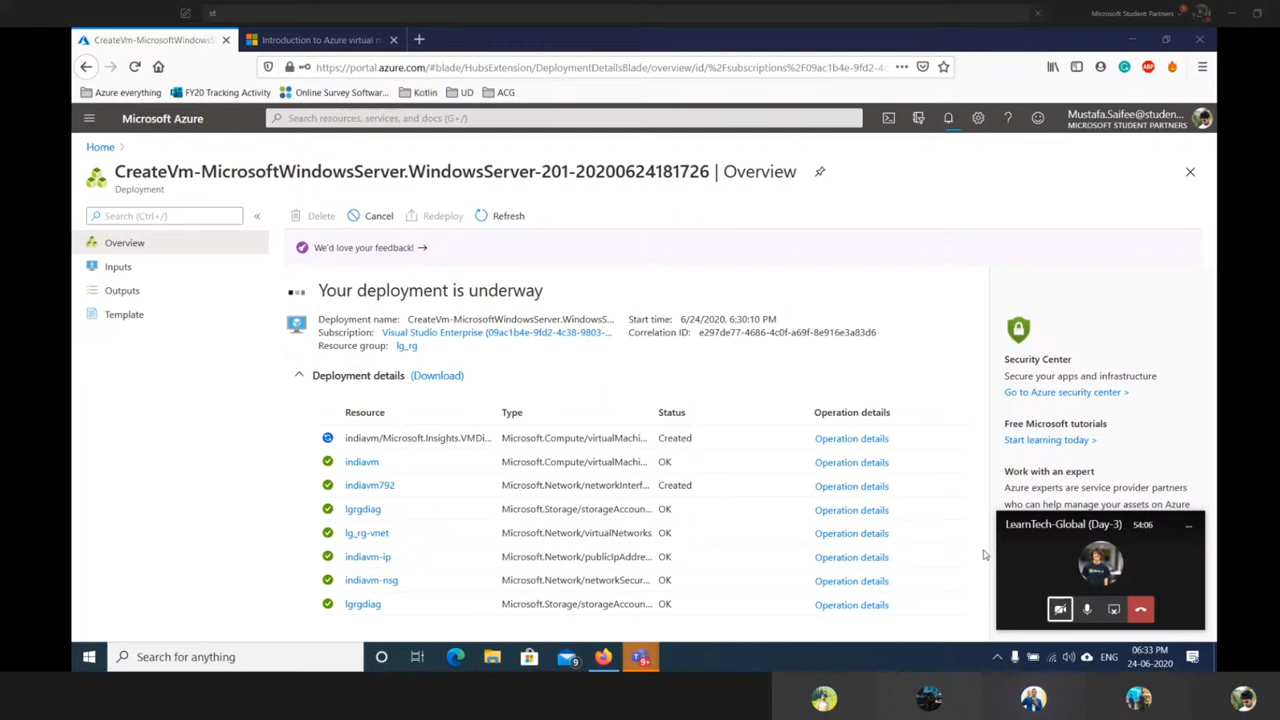 st
Microsoft Student Partners
CreateVm-MicrosoftWindowsS
Introduction to Azure virtual m
https://portal.azure.com/#blade/HubsExtension/DeploymentDetailsBlade/overview/id/%2Fsubscriptions%2F09ac1b4e-9fd2-4c
Azure everything
FY20 Tracking Activity
Online Survey Softwar...
Kotlin
UD
ACG
Microsoft Azure
Search resources, services, and docs (G+/)
Mustafa.Saifee@studen...
MICROSOFT STUDENT PARTNERS
Home
CreateVm-MicrosoftWindowsServer.WindowsServer-201-20200624181726 | Overview
Deployment
Search (Ctrl+/)
Delete
Cancel
Redeploy
Refresh
Overview
Inputs
Outputs
Template
We'd love your feedback! →
Your deployment is underway
Deployment name: CreateVm-MicrosoftWindowsServer.WindowsS...
Start time: 6/24/2020, 6:30:10 PM
Subscription: Visual Studio Enterprise (09ac1b4e-9fd2-4c38-9803-...
Correlation ID: e297de77-4686-4c0f-a69f-8e916e3a83d6
Resource group: lg_rg
Deployment details (Download)
Resource Type Status Operation details
indiavm/Microsoft.Insights.VMDi... Microsoft.Compute/virtualMachi... Created Operation details
indiavm Microsoft.Compute/virtualMachi... OK Operation details
indiavm792 Microsoft.Network/networkInterf... Created Operation details
lgrgdiag Microsoft.Storage/storageAccoun... OK Operation details
lg_rg-vnet Microsoft.Network/virtualNetworks OK Operation details
indiavm-ip Microsoft.Network/publicIpAddre... OK Operation details
indiavm-nsg Microsoft.Network/networkSecur... OK Operation details
lgrgdiag Microsoft.Storage/storageAccoun... OK Operation details
Security Center
Secure your apps and infrastructure
Go to Azure security center >
Free Microsoft tutorials
Start learning today >
Work with an expert
Azure experts are service provider partners
who can help manage your assets on Azure
LearnTech-Global (Day-3) 54:06
Search for anything
9
9+
ENG
06:33 PM
24-06-2020